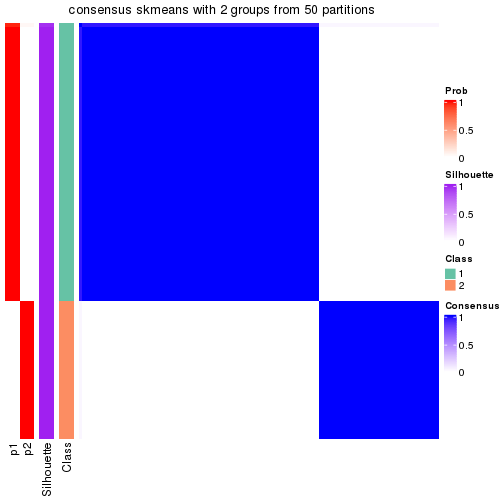 consensus skmeans with 2 groups from 50 partitions
Prob
1
0.5
0
Silhouette
1
0.5
0
Class
1
2
Consensus
1
0.5
0
p1
p2
Silhouette
Class